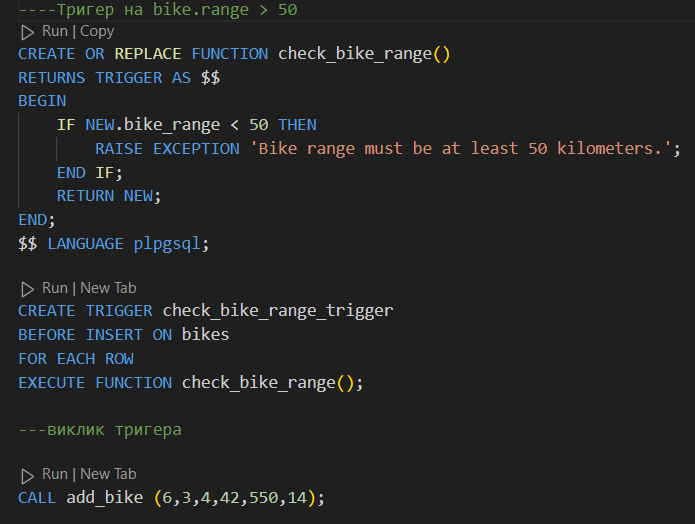 ----Тригер на bike.range > 50
Run | Copy
CREATE OR REPLACE FUNCTION check_bike_range()
RETURNS TRIGGER AS $$
BEGIN
IF NEW.bike_range < 50 THEN
RAISE EXCEPTION 'Bike range must be at least 50 kilometers.';
END IF;
RETURN NEW;
END;
$$ LANGUAGE plpgsql;
Run | New Tab
CREATE TRIGGER check_bike_range_trigger
BEFORE INSERT ON bikes
FOR EACH ROW
EXECUTE FUNCTION check_bike_range();
---виклик тригера
Run | New Tab
CALL add_bike (6,3,4,42,550,14);